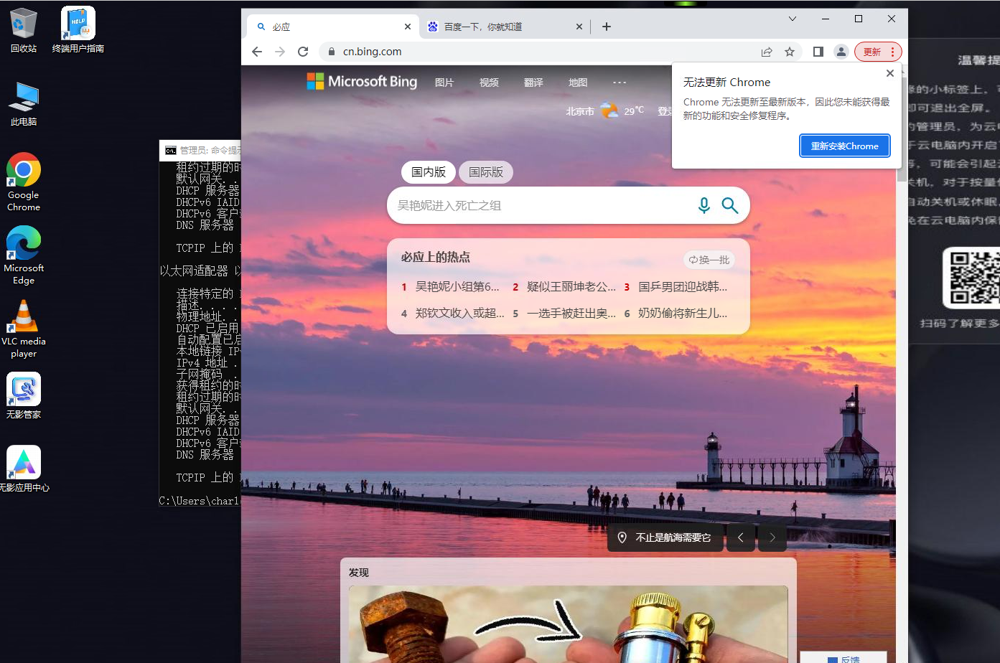 回收站
终端用户指南
此电脑
Google
Chrome
Microsoft
Edge
VLC media
player
无影管家
无影应用中心
管理员: 命令提示
租约过期的时
默认网关. .
DHCP 服务器
DHCPv6 IAID
DHCPv6 客户
DNS 服务器
TCPIP 上的
以太网适配器 以
连接特定的
描述. . . .
物理地址. .
DHCP 已启用
自动配置已启
本地链接 IP
IPv4 地址 .
子网掩码 .
获得租约的时
租约过期的时
默认网关. .
DHCP 服务器
DHCPv6 IAID
DHCPv6 客户
DNS 服务器
TCPIP 上的
C:\Users\charl
必应
百度一下，你就知道
cn.bing.com
更新
Microsoft Bing
图片
视频
翻译
地图
北京市
29℃
登录
无法更新 Chrome
Chrome 无法更新至最新版本，因此您未能获得最
新的功能和安全修复程序。
重新安装Chrome
国内版
国际版
吴艳妮进入死亡之组
必应上的热点
换一批
1 吴艳妮小组第6...
2 疑似王丽坤老公...
3 国乒男团迎战韩...
4 郑钦文收入或超...
5 一选手被赶出奥...
6 奶奶偷将新生儿...
不止是航海需要它
发现
反馈
温馨提
的小标签上，
即可退出全屏。
的管理员，为云
于云电脑内开启
等，可能会引起
关机，对于按量
自动关机或休眠
免在云电脑内保
扫码了解更多